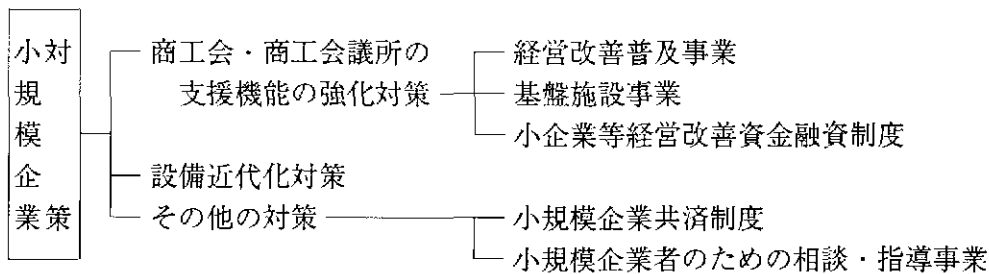 小規模企業対策
商工会・商工会議所の
支援機能の強化対策
経営改善普及事業
基盤施設事業
小企業等経営改善資金融資制度
設備近代化対策
その他の対策
小規模企業共済制度
小規模企業者のための相談・指導事業